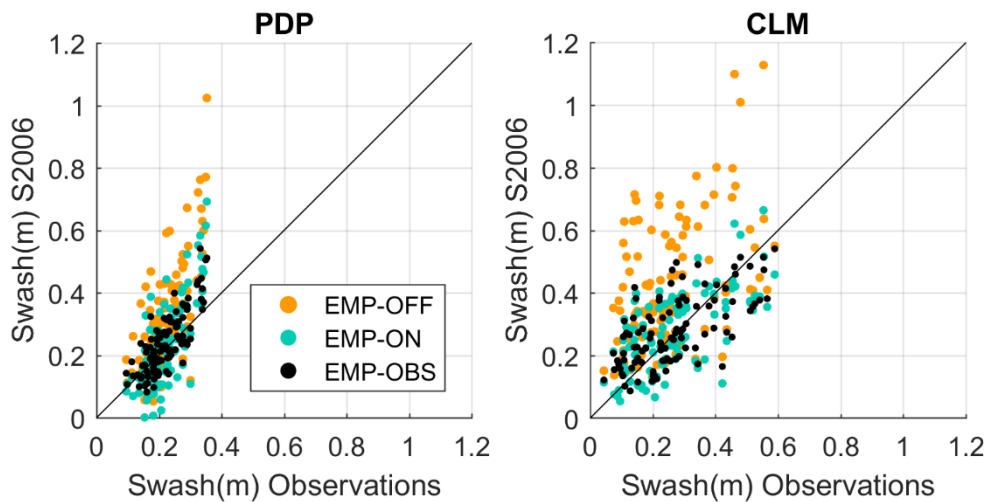 PDP
1.2
1
0.8
0.6
0.4
0.2
0
Swash(m) S2006
EMP-OFF
EMP-ON
EMP-OBS
0 0.2 0.4 0.6 0.8 1 1.2
Swash(m) Observations
CLM
1.2
1
0.8
0.6
0.4
0.2
0
Swash(m) S2006
0 0.2 0.4 0.6 0.8 1 1.2
Swash(m) Observations